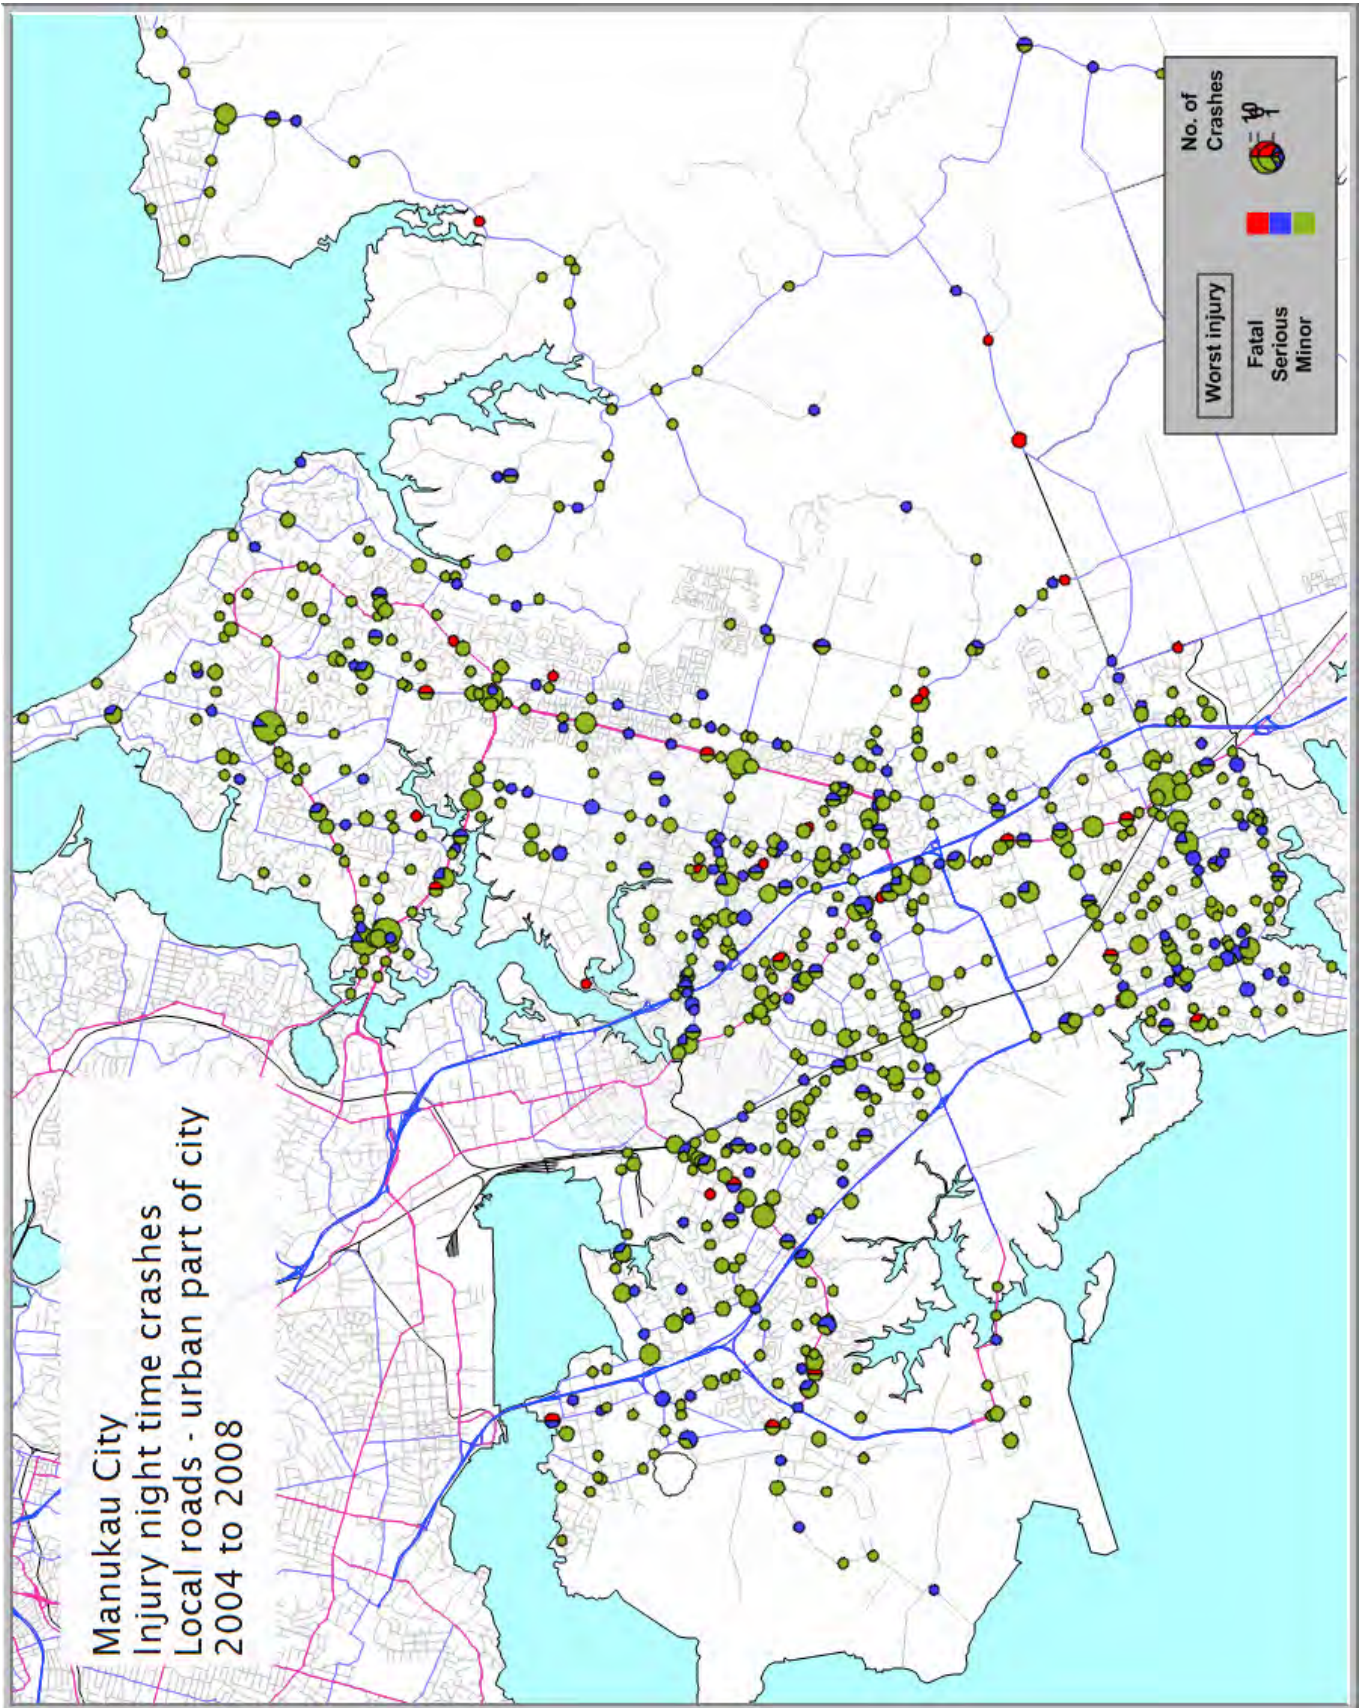 Manukau City
Injury night time crashes
Local roads - urban part of city
2004 to 2008
Worst injury
Fatal
Serious
Minor
No. of
Crashes
10
1